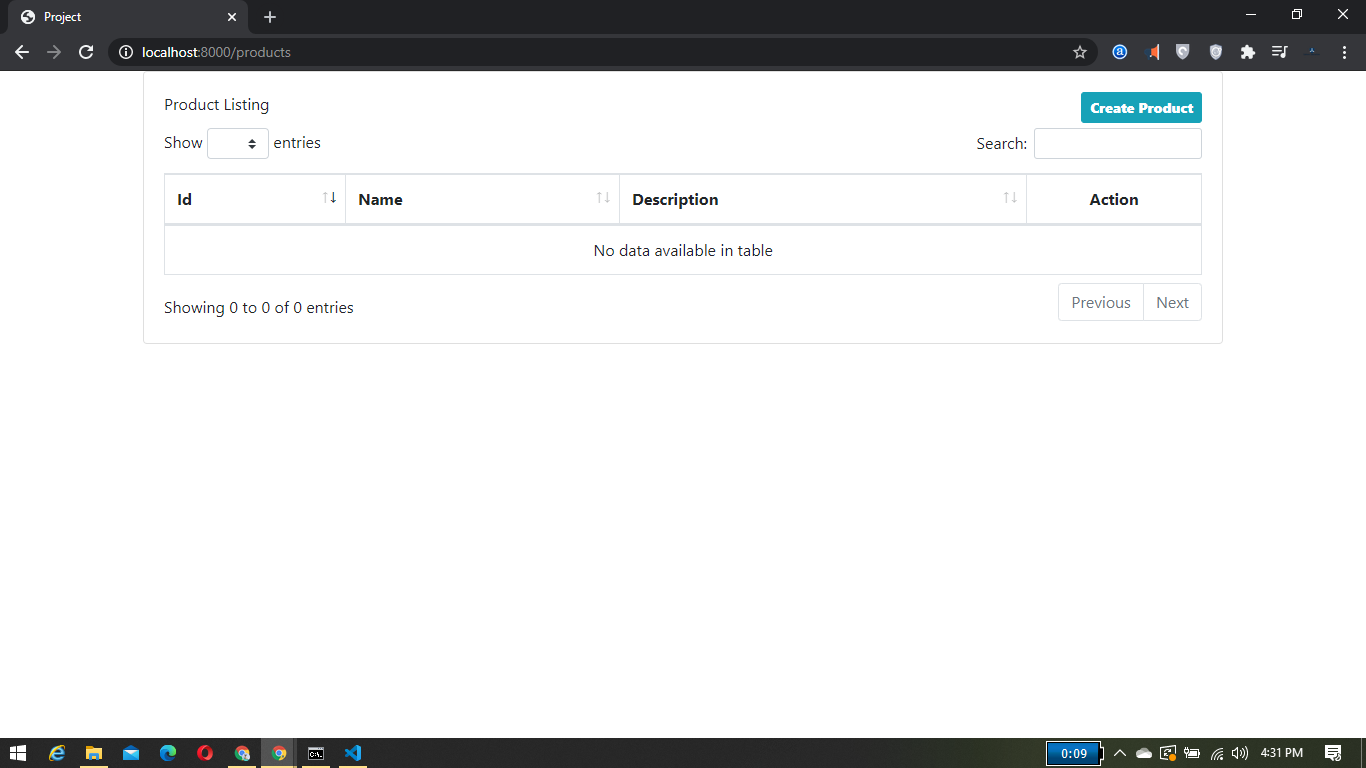 Project
localhost:8000/products
Product Listing
Create Product
Show entries
Search:
Id Name Description Action
No data available in table
Showing 0 to 0 of 0 entries
Previous Next
0:09 4:31 PM